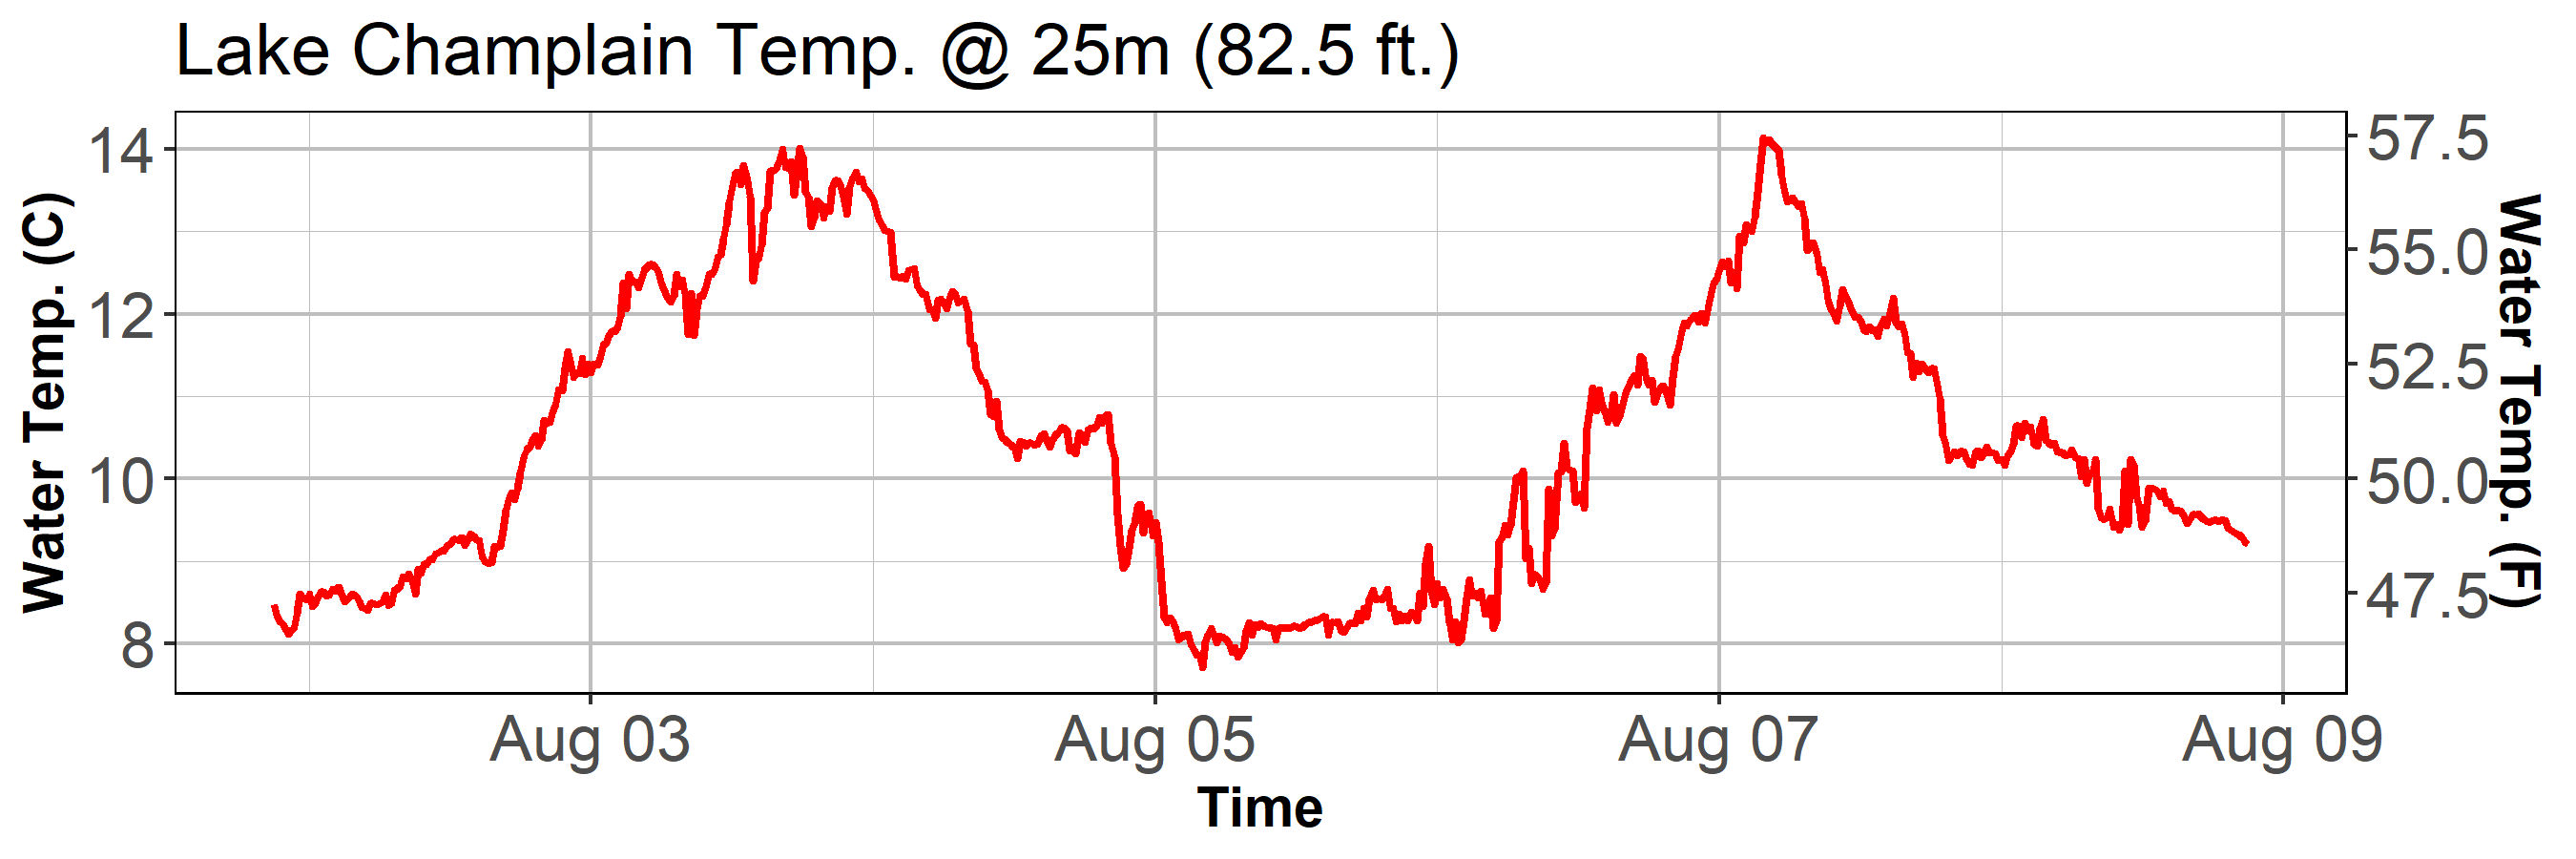 Lake Champlain Temp. @ 25m (82.5 ft.)
Water Temp. (C)
14
12
10
8
57.5
55.0
52.5
50.0
47.5
Water Temp. (F)
Aug 03
Aug 05
Aug 07
Aug 09
Time